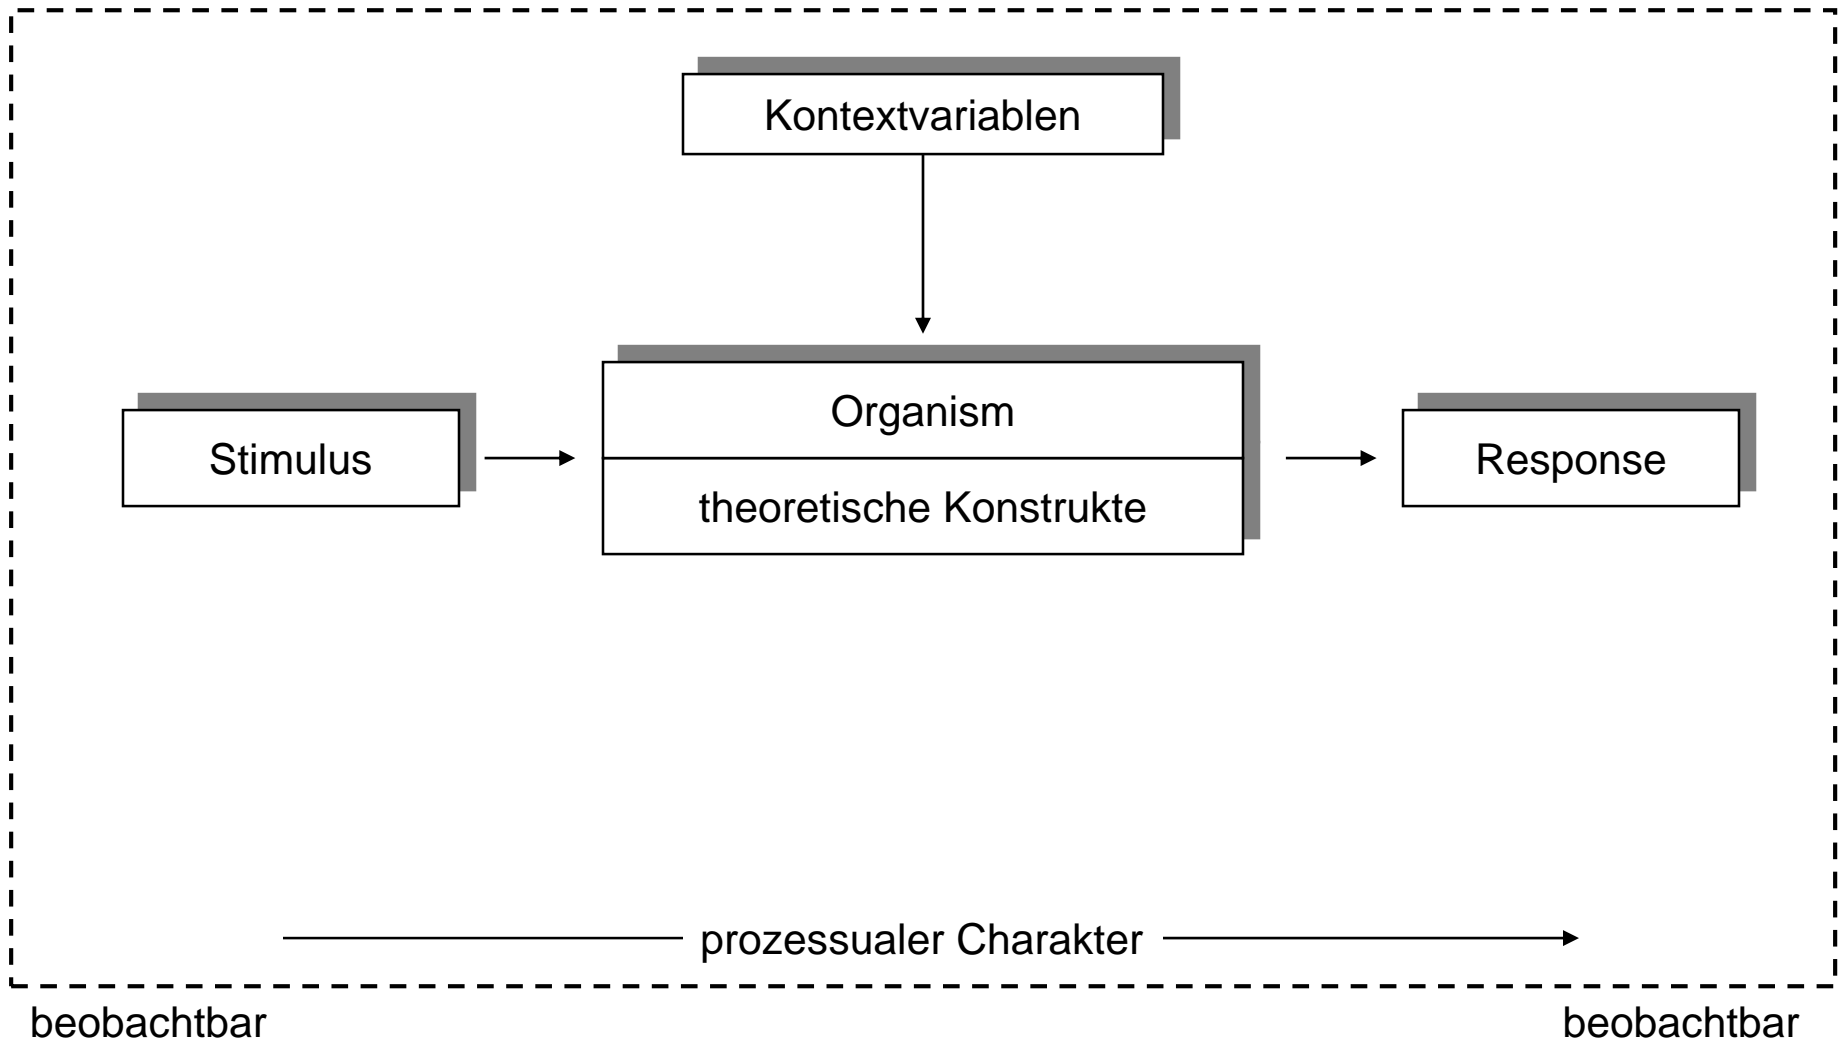 Kontextvariablen
Organism
Stimulus
Response
theoretische Konstrukte
prozessualer Charakter
beobachtbar
beobachtbar